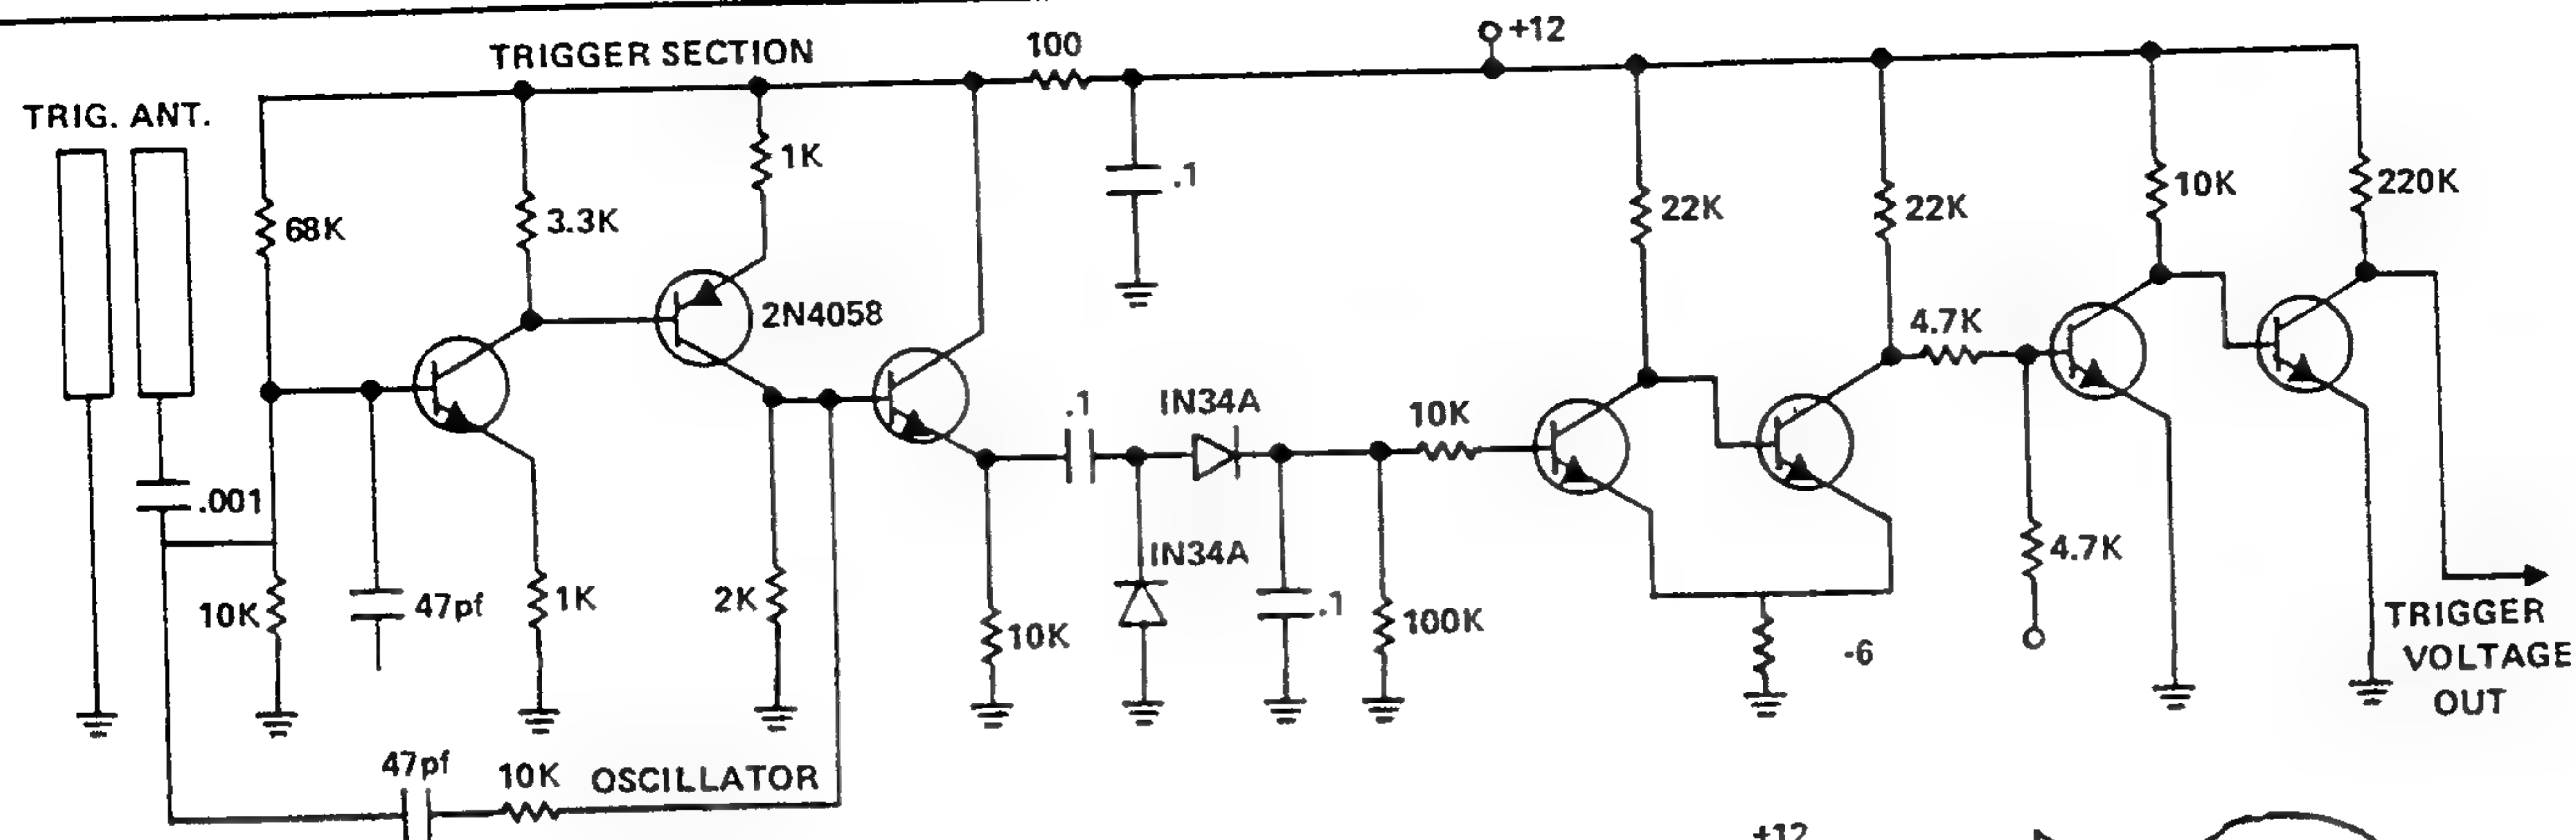 TRIGGER SECTION
100
+12
TRIG. ANT.
1K
.1
68K
3.3K
22K
22K
10K
220K
2N4058
4.7K
.1
IN34A
10K
.001
IN34A
10K
47pf
1K
2K
10K
.1
100K
4.7K
-6
TRIGGER
VOLTAGE
OUT
47pf
10K
OSCILLATOR
+12